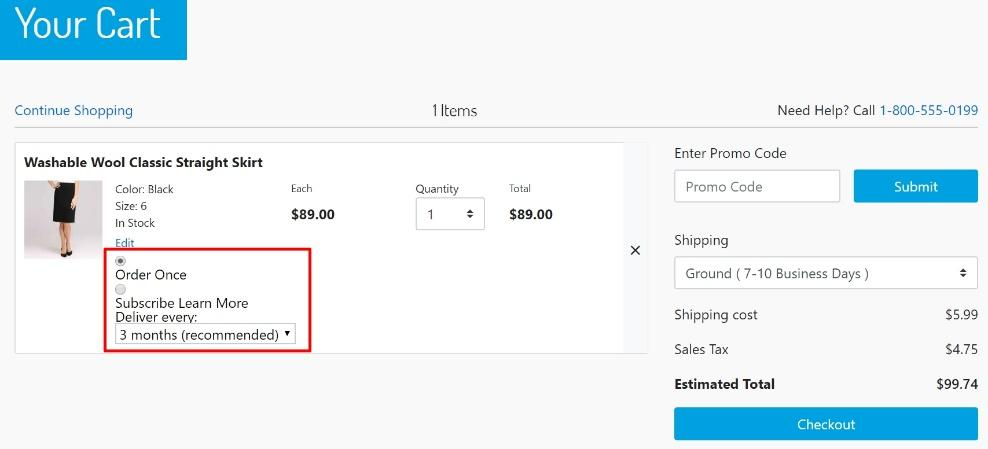 Your Cart
Continue Shopping
1 Items
Need Help? Call 1-800-555-0199
Washable Wool Classic Straight Skirt
Color: Black
Size: 6
In Stock
Edit
Each
$89.00
Quantity
1
Total
$89.00
×
Order Once
Subscribe Learn More
Deliver every:
3 months (recommended)
Enter Promo Code
Promo Code
Submit
Shipping
Ground ( 7-10 Business Days )
Shipping cost $5.99
Sales Tax $4.75
Estimated Total $99.74
Checkout